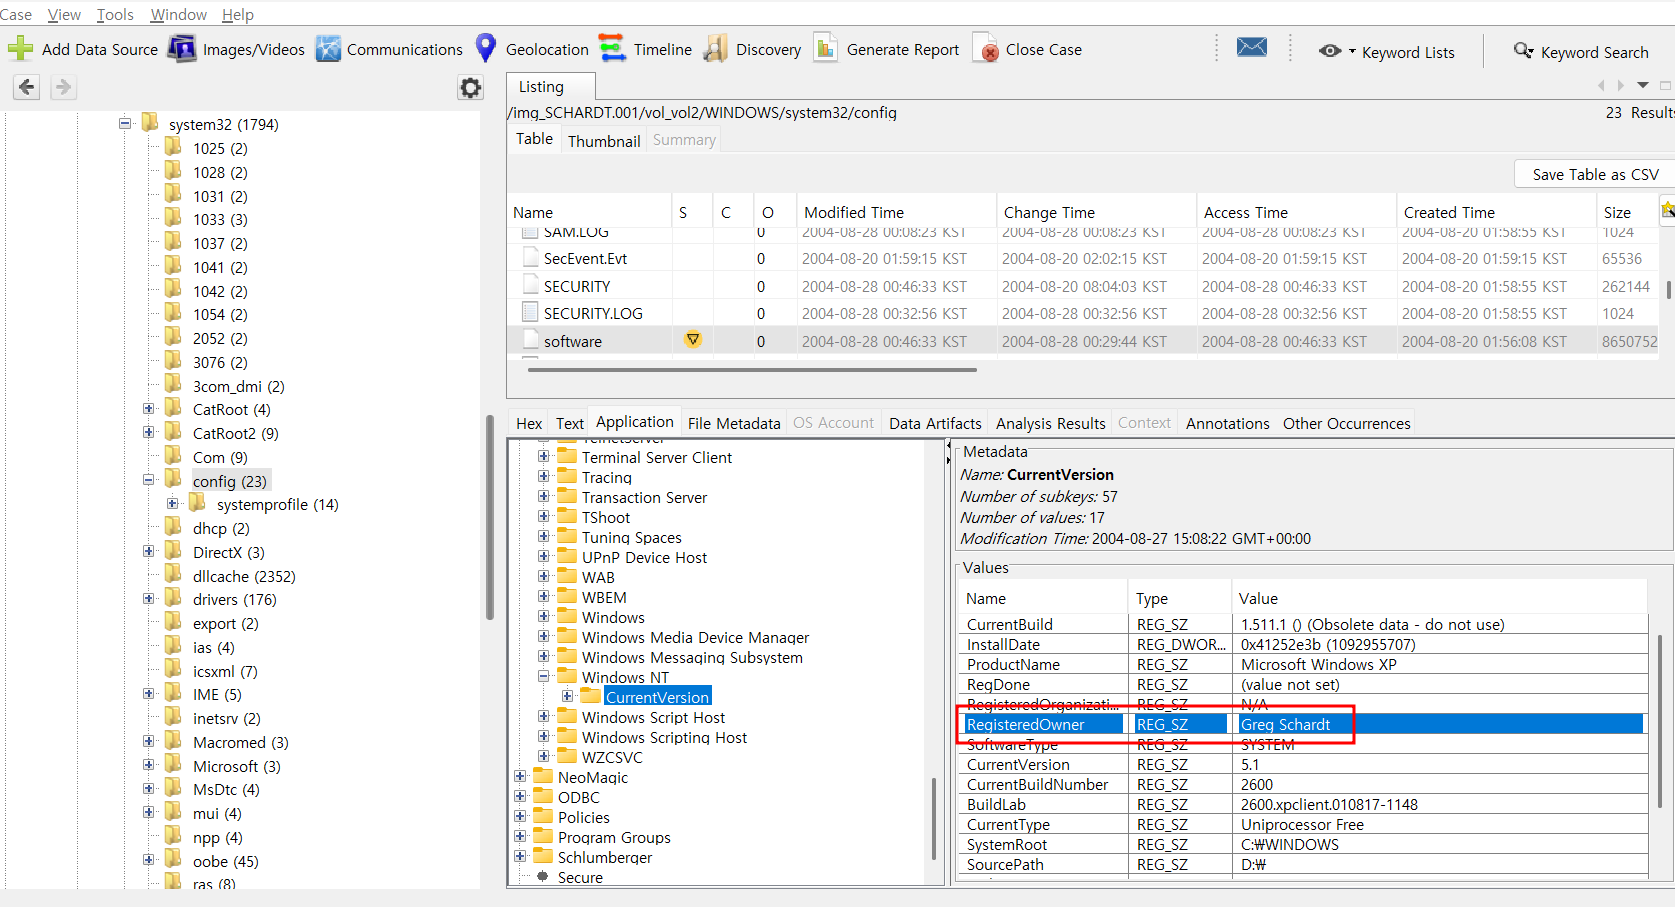 Case View Tools Window Help
Add Data Source Images/Videos Communications Geolocation Timeline Discovery Generate Report Close Case Keyword Lists Keyword Search
Listing
/img_SCHARDT.001/vol_vol2/WINDOWS/system32/config 23 Results
Table Thumbnail Summary
Save Table as CSV
Name S C O Modified Time Change Time Access Time Created Time Size
SAM.LOG 0 2004-08-28 00:08:23 KST 2004-08-28 00:08:23 KST 2004-08-28 00:08:23 KST 2004-08-20 01:58:55 KST 1024
SecEvent.Evt 0 2004-08-20 01:59:15 KST 2004-08-20 02:02:15 KST 2004-08-20 01:59:15 KST 2004-08-20 01:59:15 KST 65536
SECURITY 0 2004-08-28 00:46:33 KST 2004-08-20 08:04:03 KST 2004-08-28 00:46:33 KST 2004-08-20 01:58:55 KST 262144
SECURITY.LOG 0 2004-08-28 00:32:56 KST 2004-08-28 00:32:56 KST 2004-08-28 00:32:56 KST 2004-08-20 01:58:55 KST 1024
software 0 2004-08-28 00:46:33 KST 2004-08-28 00:29:44 KST 2004-08-28 00:46:33 KST 2004-08-20 01:56:08 KST 8650752
system32 (1794)
1025 (2)
1028 (2)
1031 (2)
1033 (3)
1037 (2)
1041 (2)
1042 (2)
1054 (2)
2052 (2)
3076 (2)
3com_dmi (2)
CatRoot (4)
CatRoot2 (9)
Com (9)
config (23)
systemprofile (14)
dhcp (2)
DirectX (3)
dllcache (2352)
drivers (176)
export (2)
ias (4)
icsxml (7)
IME (5)
inetsrv (2)
Macromed (3)
Microsoft (3)
MsDtc (4)
mui (4)
npp (4)
oobe (45)
ras (8)
Hex Text Application File Metadata OS Account Data Artifacts Analysis Results Context Annotations Other Occurrences
TelnetServer
Terminal Server Client
Tracing
Transaction Server
TShoot
Tuning Spaces
UPnP Device Host
WAB
WBEM
Windows
Windows Media Device Manager
Windows Messaging Subsystem
Windows NT
CurrentVersion
Windows Script Host
Windows Scripting Host
WZCSVC
NeoMagic
ODBC
Policies
Program Groups
Schlumberger
Secure
Metadata
Name: CurrentVersion
Number of subkeys: 57
Number of values: 17
Modification Time: 2004-08-27 15:08:22 GMT+00:00
Values
Name Type Value
CurrentBuild REG_SZ 1.511.1 () (Obsolete data - do not use)
InstallDate REG_DWOR... 0x41252e3b (1092955707)
ProductName REG_SZ Microsoft Windows XP
RegDone REG_SZ (value not set)
RegisteredOrganizati... REG_SZ N/A
RegisteredOwner REG_SZ Greg Schardt
SoftwareType REG_SZ SYSTEM
CurrentVersion REG_SZ 5.1
CurrentBuildNumber REG_SZ 2600
BuildLab REG_SZ 2600.xpclient.010817-1148
CurrentType REG_SZ Uniprocessor Free
SystemRoot REG_SZ C:₩WINDOWS
SourcePath REG_SZ D:₩